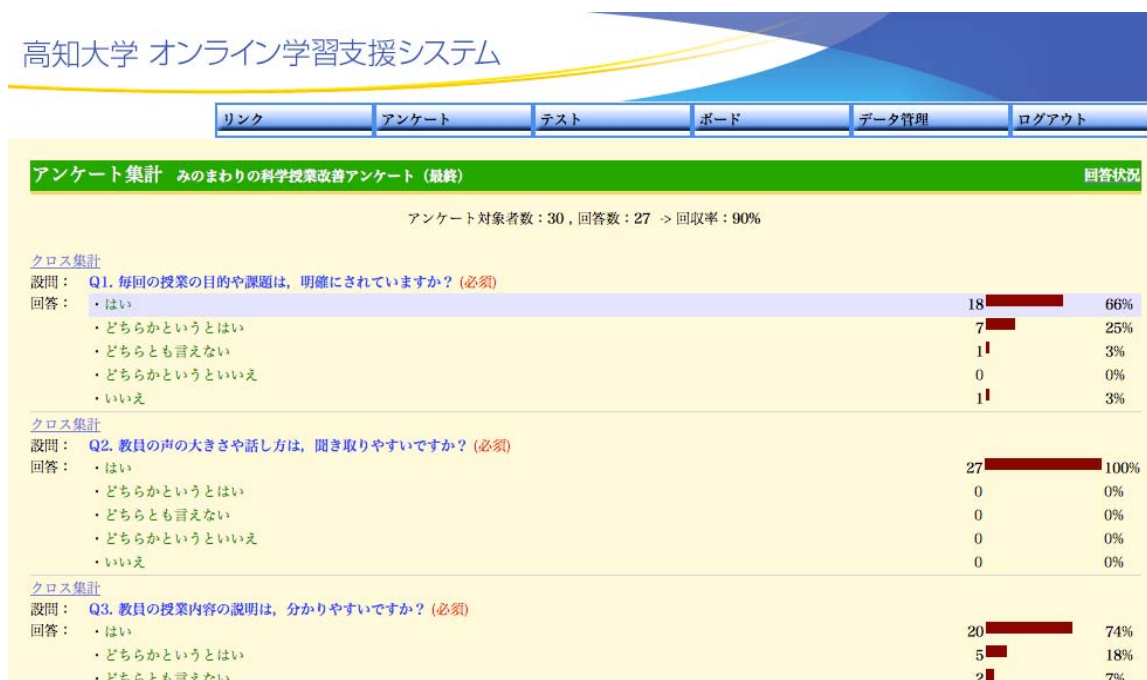 高知大学 オンライン学習支援システム
リンク アンケート テスト ボード データ管理 ログアウト
アンケート集計 みのまわりの科学授業改善アンケート（最終） 回答状況
アンケート対象者数：30 , 回答数：27 -> 回収率：90%
クロス集計
設問： Q1. 毎回の授業の目的や課題は，明確にされていますか？ (必須)
回答： ・はい 18 66%
・どちらかというとはい 7 25%
・どちらとも言えない 1 3%
・どちらかというといいえ 0 0%
・いいえ 1 3%
クロス集計
設問： Q2. 教員の声の大きさや話し方は，聞き取りやすいですか？ (必須)
回答： ・はい 27 100%
・どちらかというとはい 0 0%
・どちらとも言えない 0 0%
・どちらかというといいえ 0 0%
・いいえ 0 0%
クロス集計
設問： Q3. 教員の授業内容の説明は，分かりやすいですか？ (必須)
回答： ・はい 20 74%
・どちらかというとはい 5 18%
・どちらとも言えない 2 7%